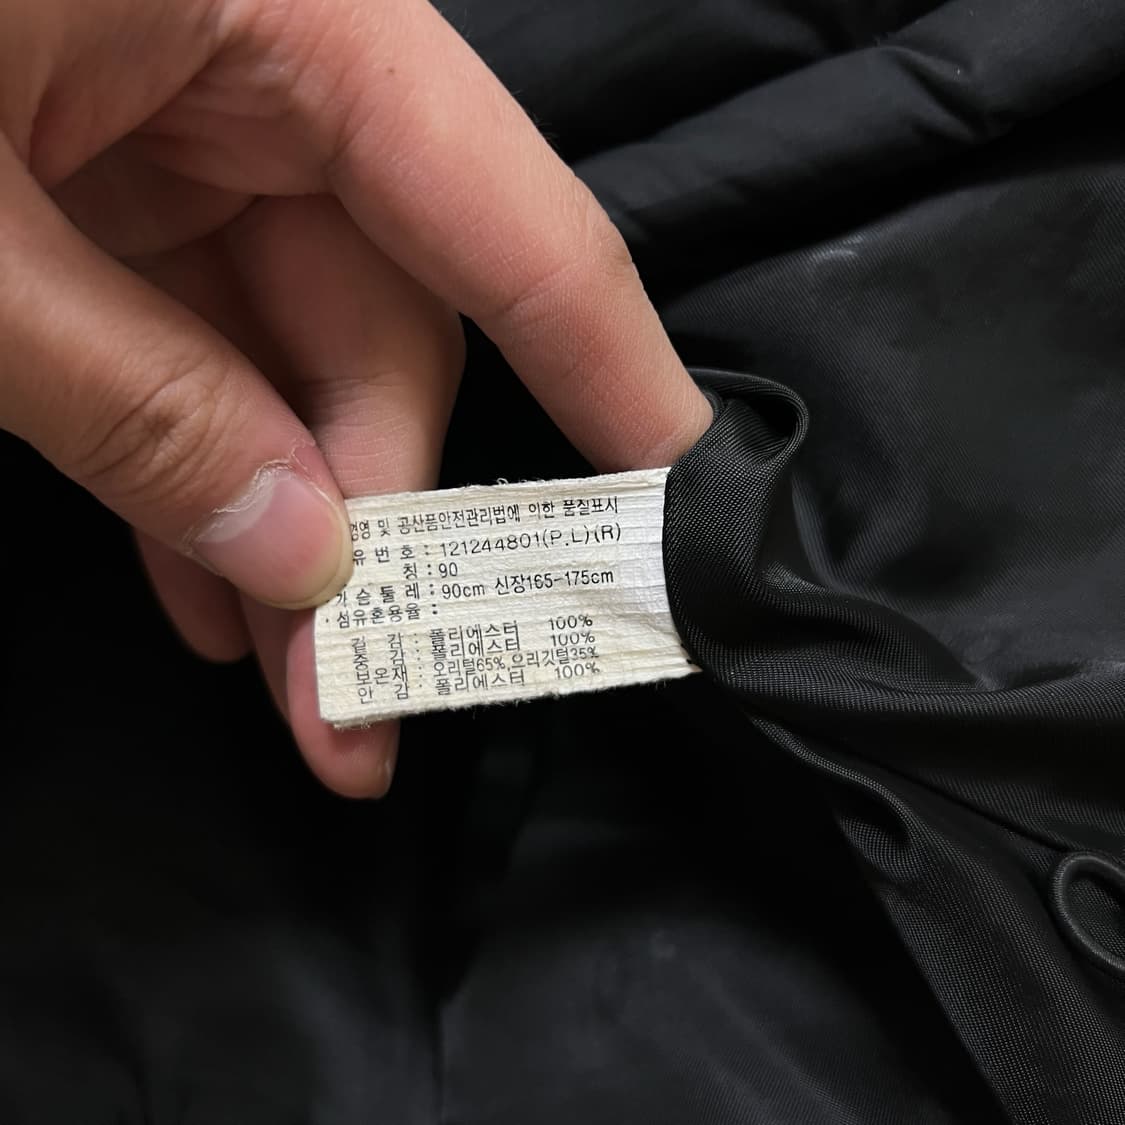 및 공산품안전관리법에 의한 품질표시
유 번 호 : 121244801(P.L)(R)
칭 : 90
가 슨 둘 레 : 90cm 신장165-175cm
· 섬유혼용율 :
겉 감 : 폴리에스터 100%
중 감 : 폴리에스터 100%
보 온 재 : 오리털65%,오리깃털35%
안 감 : 폴리에스터 100%